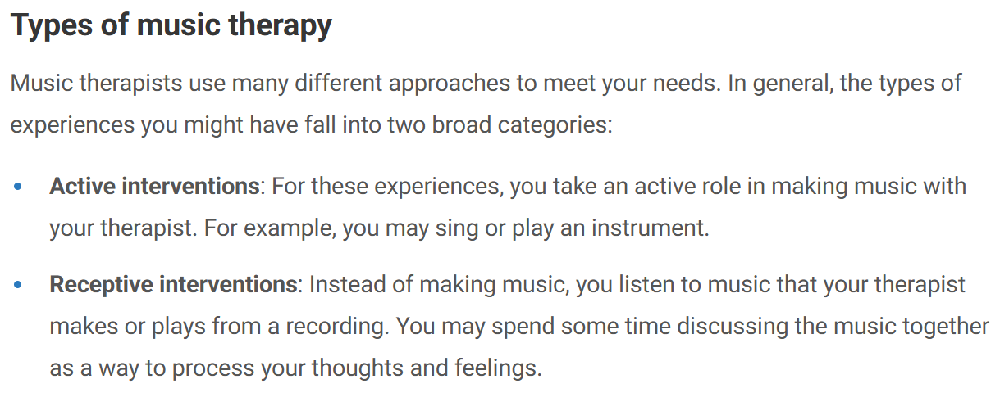 Types of music therapy
Music therapists use many different approaches to meet your needs. In general, the types of
experiences you might have fall into two broad categories:
• Active interventions: For these experiences, you take an active role in making music with
your therapist. For example, you may sing or play an instrument.
• Receptive interventions: Instead of making music, you listen to music that your therapist
makes or plays from a recording. You may spend some time discussing the music together
as a way to process your thoughts and feelings.